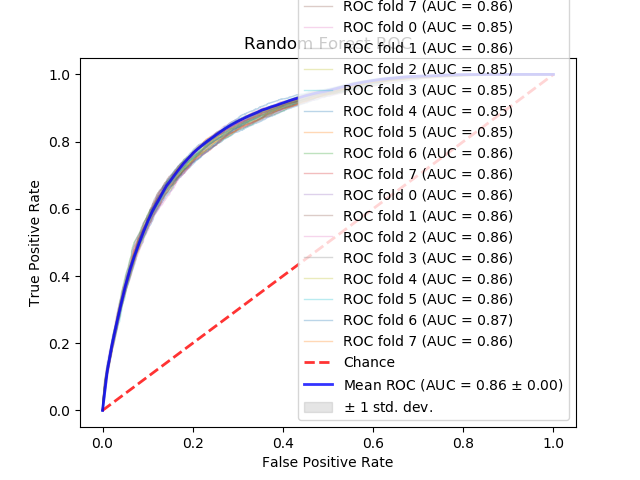 ROC fold 7 (AUC = 0.86)
ROC fold 0 (AUC = 0.85)
Random Forest ROC
ROC fold 1 (AUC = 0.86)
ROC fold 2 (AUC = 0.85)
ROC fold 3 (AUC = 0.85)
ROC fold 4 (AUC = 0.85)
ROC fold 5 (AUC = 0.85)
ROC fold 6 (AUC = 0.86)
ROC fold 7 (AUC = 0.86)
ROC fold 0 (AUC = 0.86)
ROC fold 1 (AUC = 0.86)
ROC fold 2 (AUC = 0.86)
ROC fold 3 (AUC = 0.86)
ROC fold 4 (AUC = 0.86)
ROC fold 5 (AUC = 0.86)
ROC fold 6 (AUC = 0.87)
ROC fold 7 (AUC = 0.86)
Chance
Mean ROC (AUC = 0.86 ± 0.00)
± 1 std. dev.
True Positive Rate
1.0
0.8
0.6
0.4
0.2
0.0
0.0 0.2 0.4 0.6 0.8 1.0
False Positive Rate